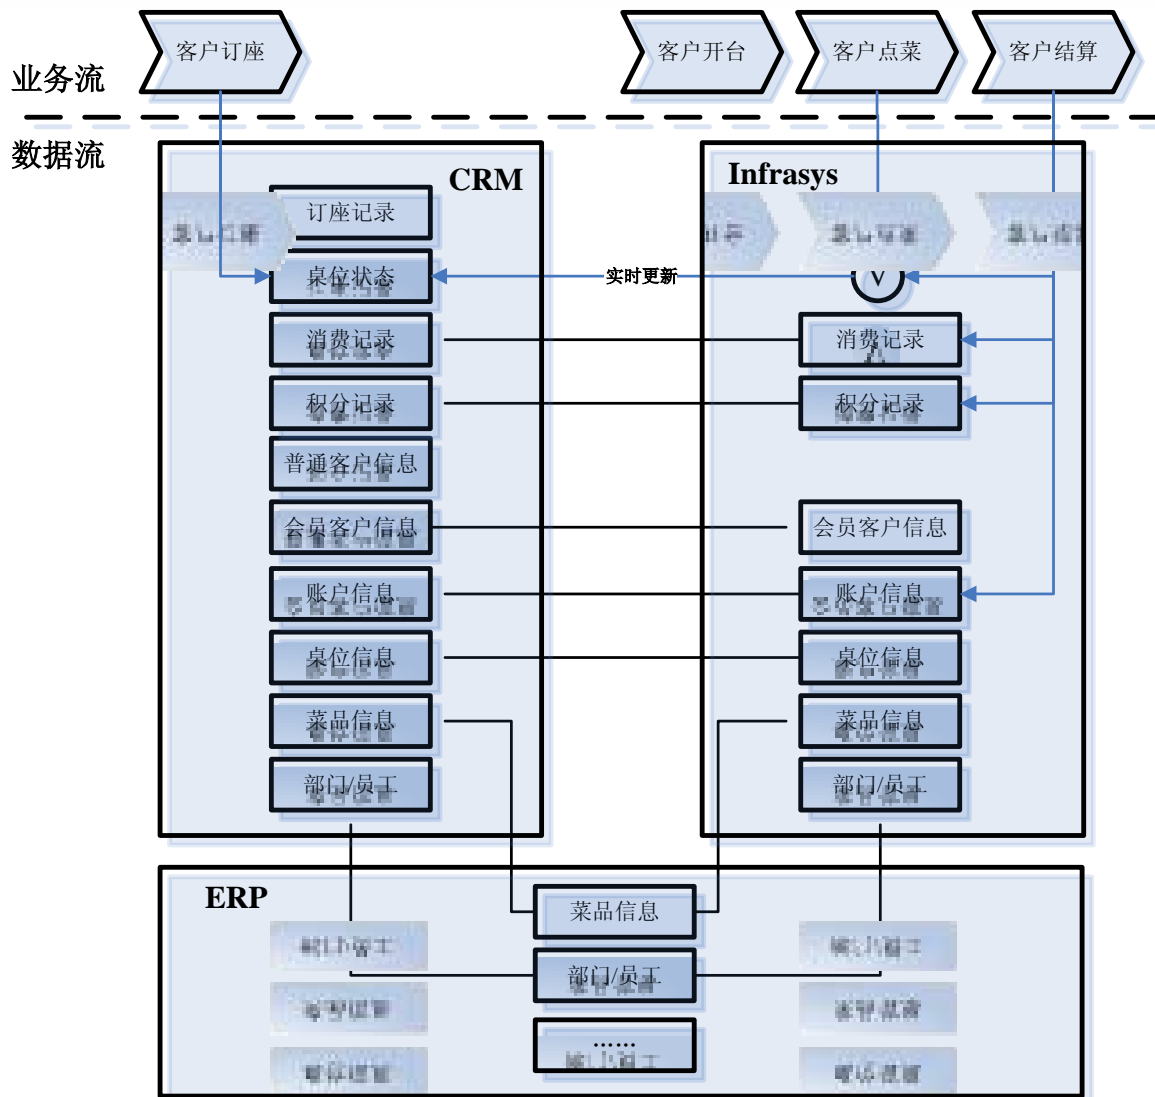 客户订座
客户开台
客户点菜
客户结算
业务流
数据流
CRM
订座记录
桌位状态
消费记录
积分记录
普通客户信息
会员客户信息
账户信息
桌位信息
菜品信息
部门/员工
实时更新
Infrasys
V
消费记录
积分记录
会员客户信息
账户信息
桌位信息
菜品信息
部门/员工
ERP
菜品信息
部门/员工
……